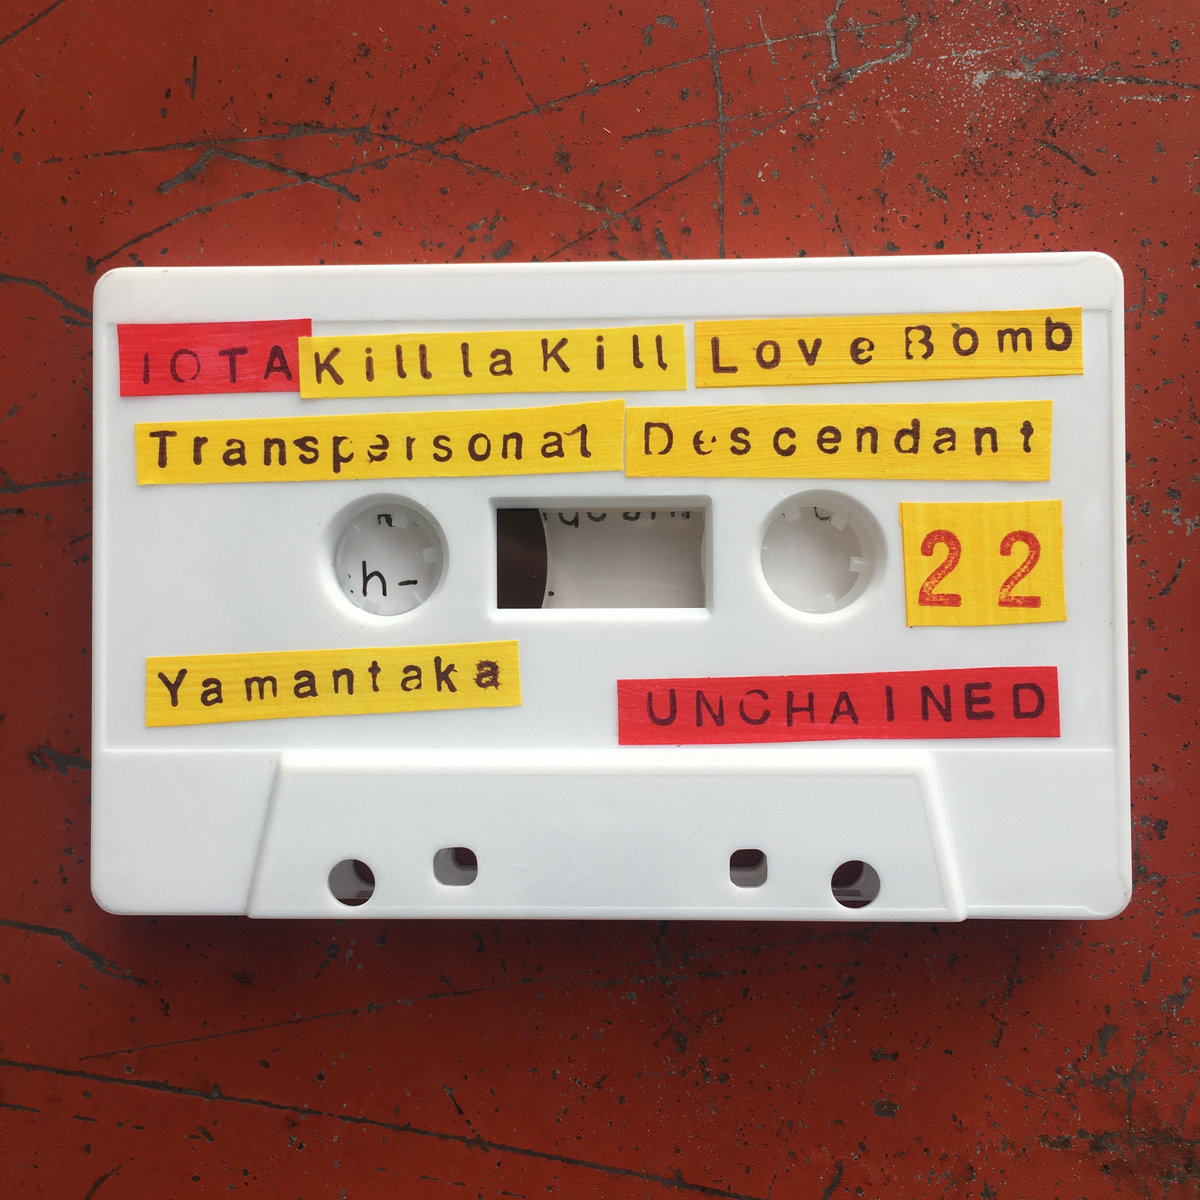 IOTA Kill la Kill Love Bomb
Transpersonal Descendant
h-
22
Yamantaka
UNCHAINED